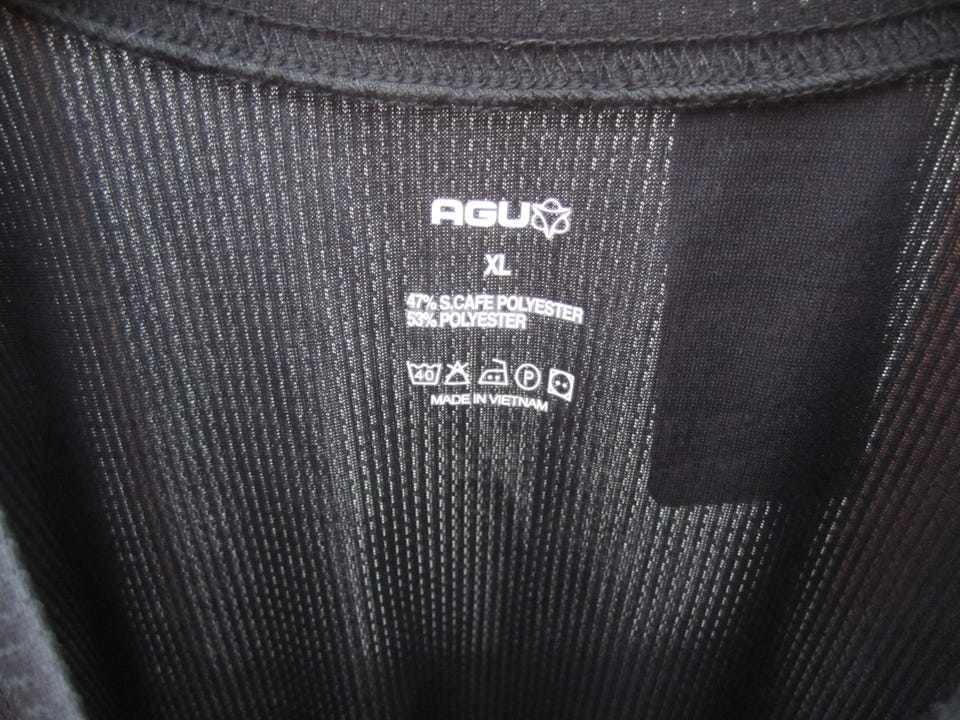 AGU
XL
47% S.CAFE POLYESTER
53% POLYESTER
40 P
MADE IN VIETNAM